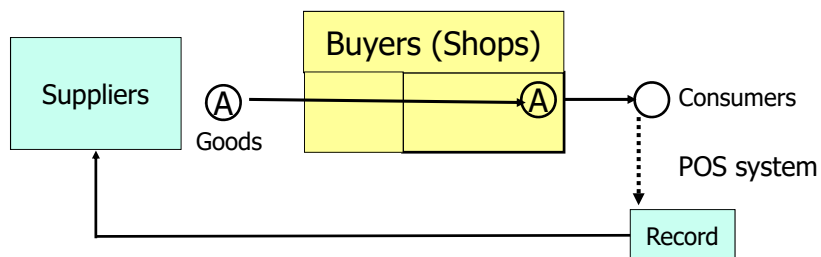 Buyers (Shops)
Suppliers
A
A
Consumers
Goods
POS system
Record